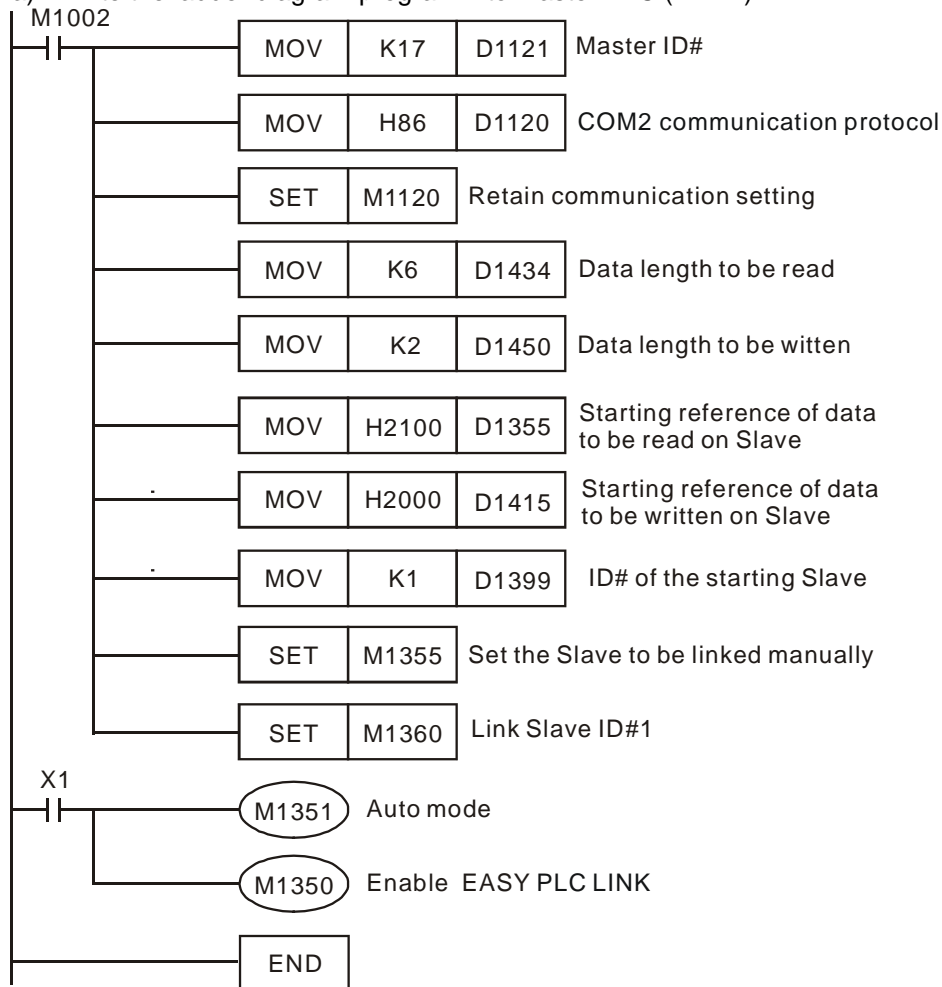 M1002
MOV K17 D1121 Master ID#
MOV H86 D1120 COM2 communication protocol
SET M1120 Retain communication setting
MOV K6 D1434 Data length to be read
MOV K2 D1450 Data length to be witten
MOV H2100 D1355 Starting reference of data
to be read on Slave
MOV H2000 D1415 Starting reference of data
to be written on Slave
MOV K1 D1399 ID# of the starting Slave
SET M1355 Set the Slave to be linked manually
SET M1360 Link Slave ID#1
X1
M1351 Auto mode
M1350 Enable EASY PLC LINK
END